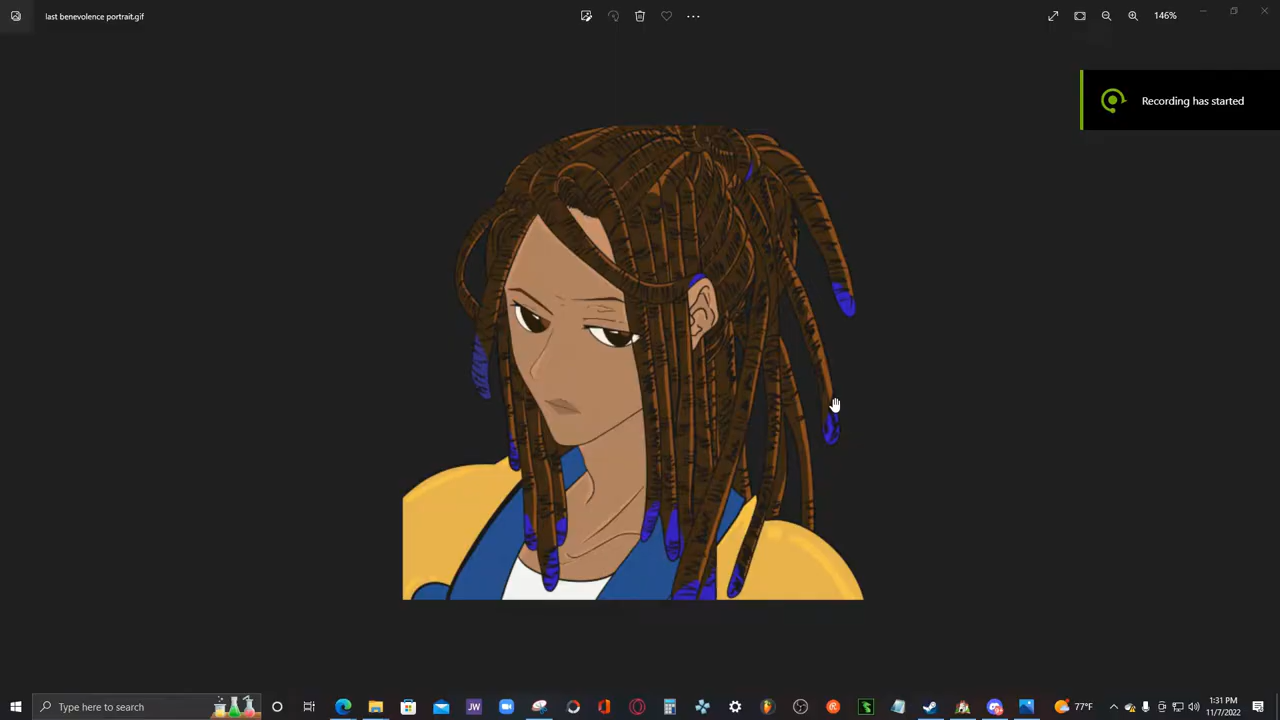 last benevolence portrait.gif
146%
Recording has started
Type here to search
JW
77°F
1:31 PM
11/7/2022